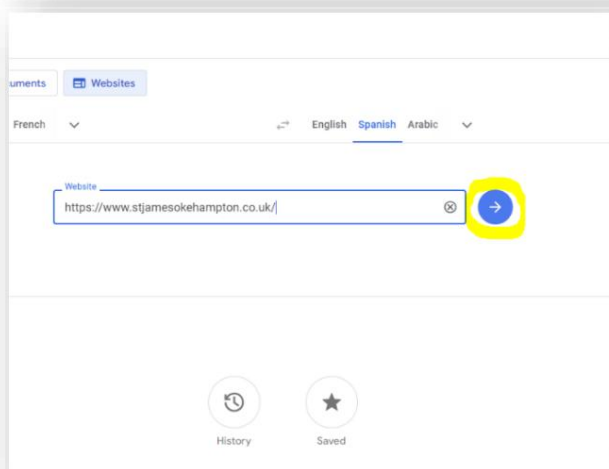 uments Websites
French English Spanish Arabic
Website
https://www.stjamesokehampton.co.uk/
History Saved